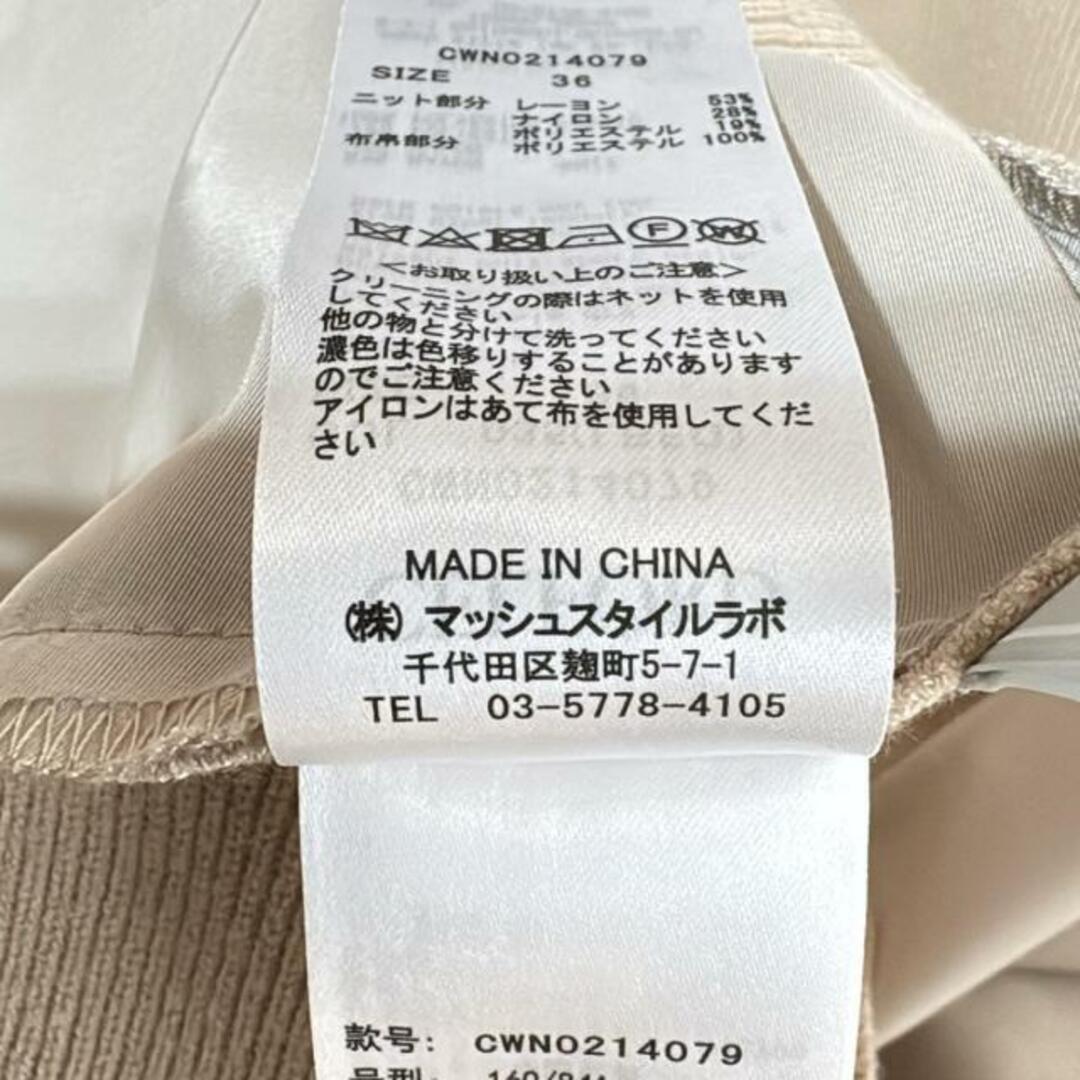 CWNO214079
SIZE 36
ニット部分 レーヨン 53%
ナイロン 28%
ポリエステル 19%
布帛部分 ポリエステル 100%
F W
＜お取り扱い上のご注意＞
クリーニングの際はネットを使用
してください
他の物と分けて洗ってください
濃色は色移りすることがあります
のでご注意ください
アイロンはあて布を使用してくだ
さい
MADE IN CHINA
㈱ マッシュスタイルラボ
千代田区麹町5-7-1
TEL 03-5778-4105
款号: CWNO214079
号型: